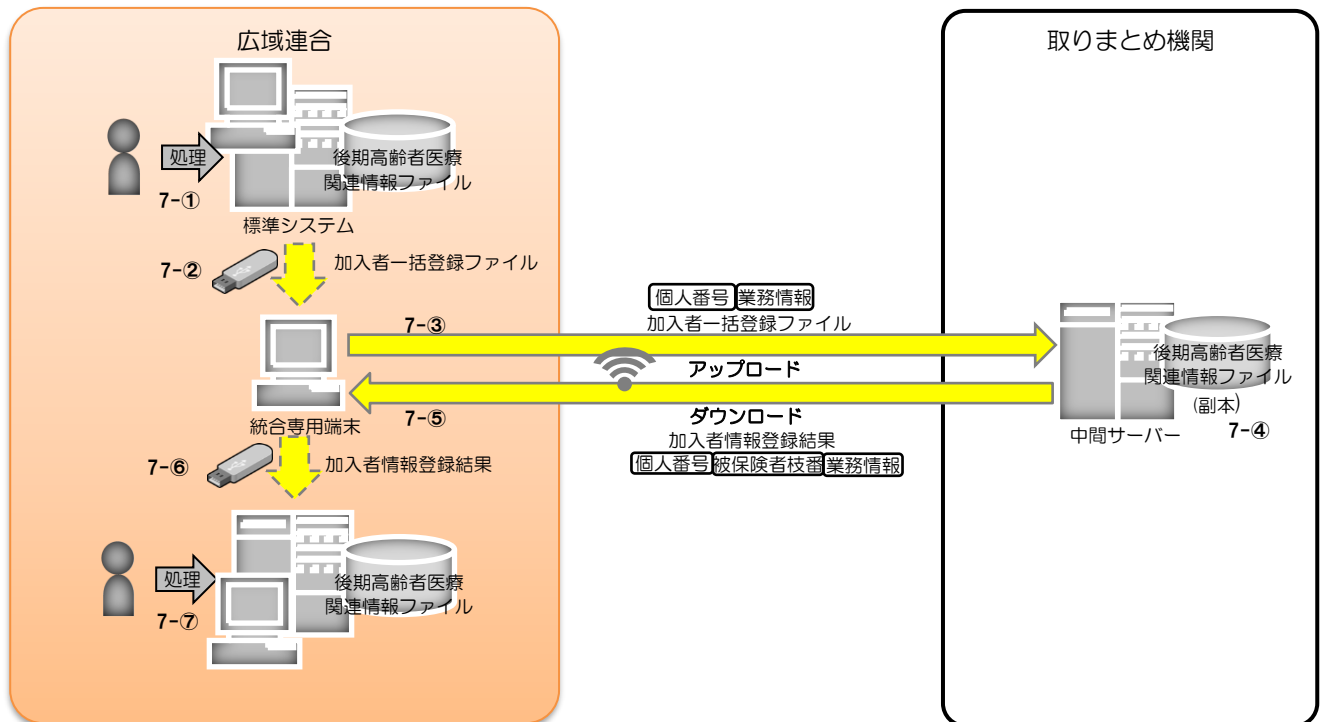 広域連合
取りまとめ機関
処理
7-①
後期高齢者医療
関連情報ファイル
標準システム
7-②
加入者一括登録ファイル
個人番号 業務情報
7-③
加入者一括登録ファイル
アップロード
後期高齢者医療
関連情報ファイル
(副本)
7-④
中間サーバー
7-⑤
ダウンロード
統合専用端末
加入者情報登録結果
個人番号 被保険者枝番 業務情報
7-⑥
加入者情報登録結果
処理
7-⑦
後期高齢者医療
関連情報ファイル